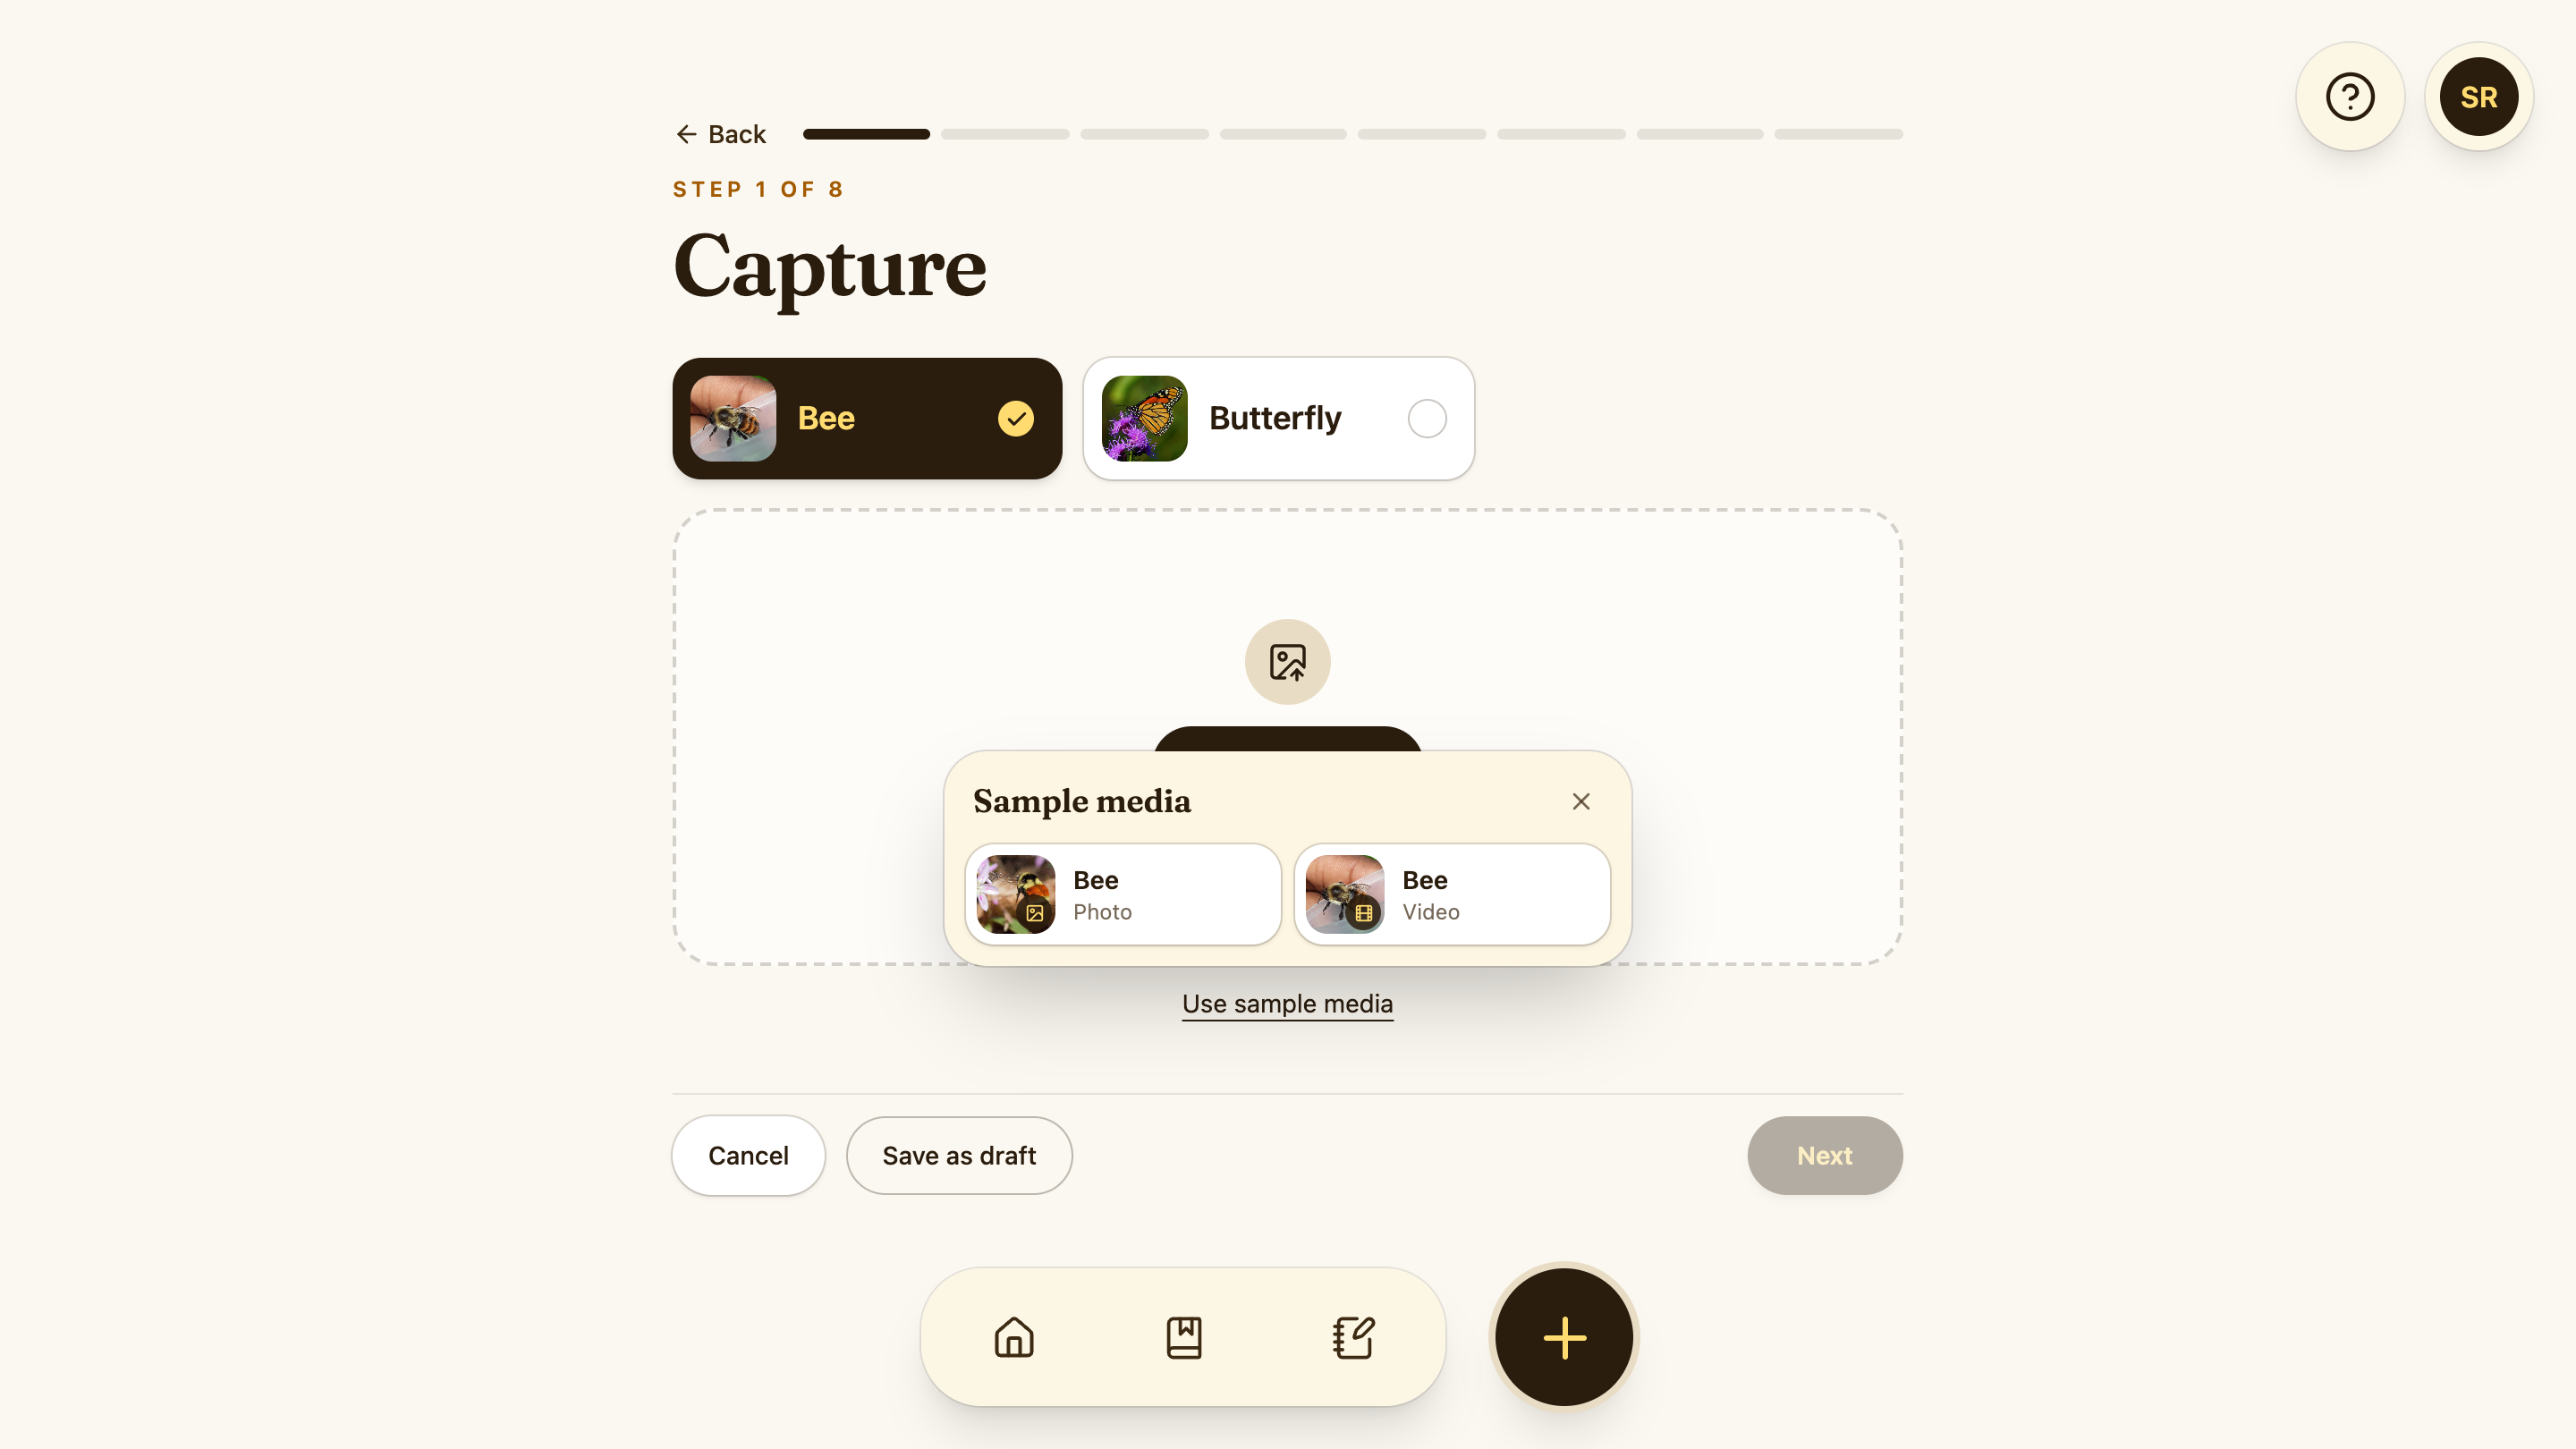 SR
Back
STEP 1 OF 8
Capture
Bee
Butterfly
Sample media
Bee
Photo
Bee
Video
Use sample media
Cancel
Save as draft
Next